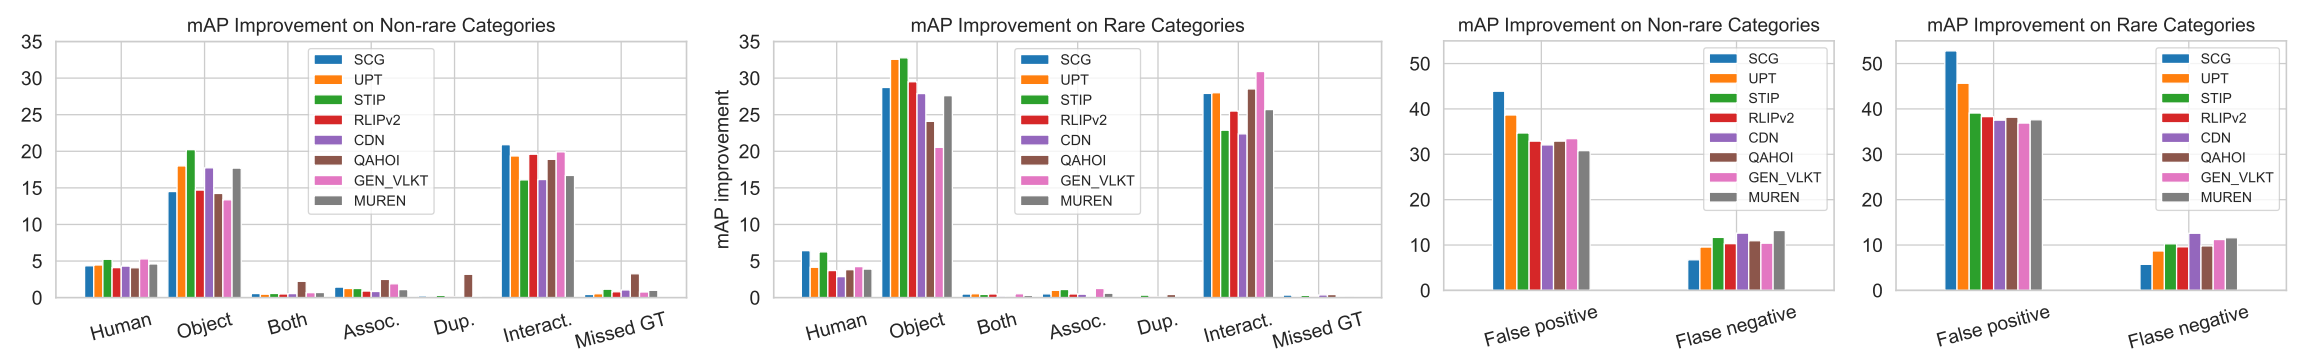 mAP Improvement on Non-rare Categories
35
30
25
20
15
10
5
0
SCG
UPT
STIP
RLIPv2
CDN
QAHOI
GEN_VLKT
MUREN
Human
Object
Both
Assoc.
Dup.
Interact.
Missed GT
mAP Improvement on Rare Categories
mAP improvement
35
30
25
20
15
10
5
0
SCG
UPT
STIP
RLIPv2
CDN
QAHOI
GEN_VLKT
MUREN
Human
Object
Both
Assoc.
Dup.
Interact.
Missed GT
mAP Improvement on Non-rare Categories
50
40
30
20
10
0
SCG
UPT
STIP
RLIPv2
CDN
QAHOI
GEN_VLKT
MUREN
False positive
Flase negative
mAP Improvement on Rare Categories
50
40
30
20
10
0
SCG
UPT
STIP
RLIPv2
CDN
QAHOI
GEN_VLKT
MUREN
False positive
Flase negative